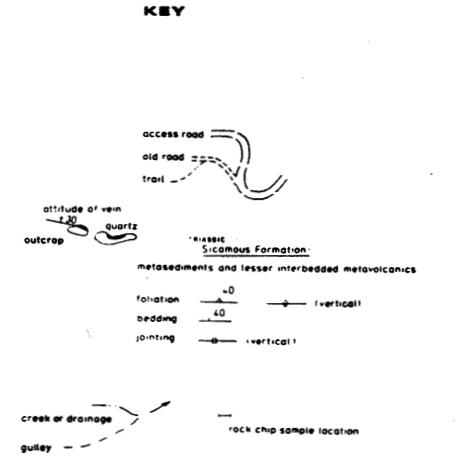 KEY
access road
old road
trail
attitude of vein
30
quartz
outcrop
TRIASSIC
Sicamous Formation
metasediments and lesser interbedded metavolcanics
40
foliation
(vertical)
40
bedding
jointing
(vertical)
creek or drainage
rock chip sample location
gulley